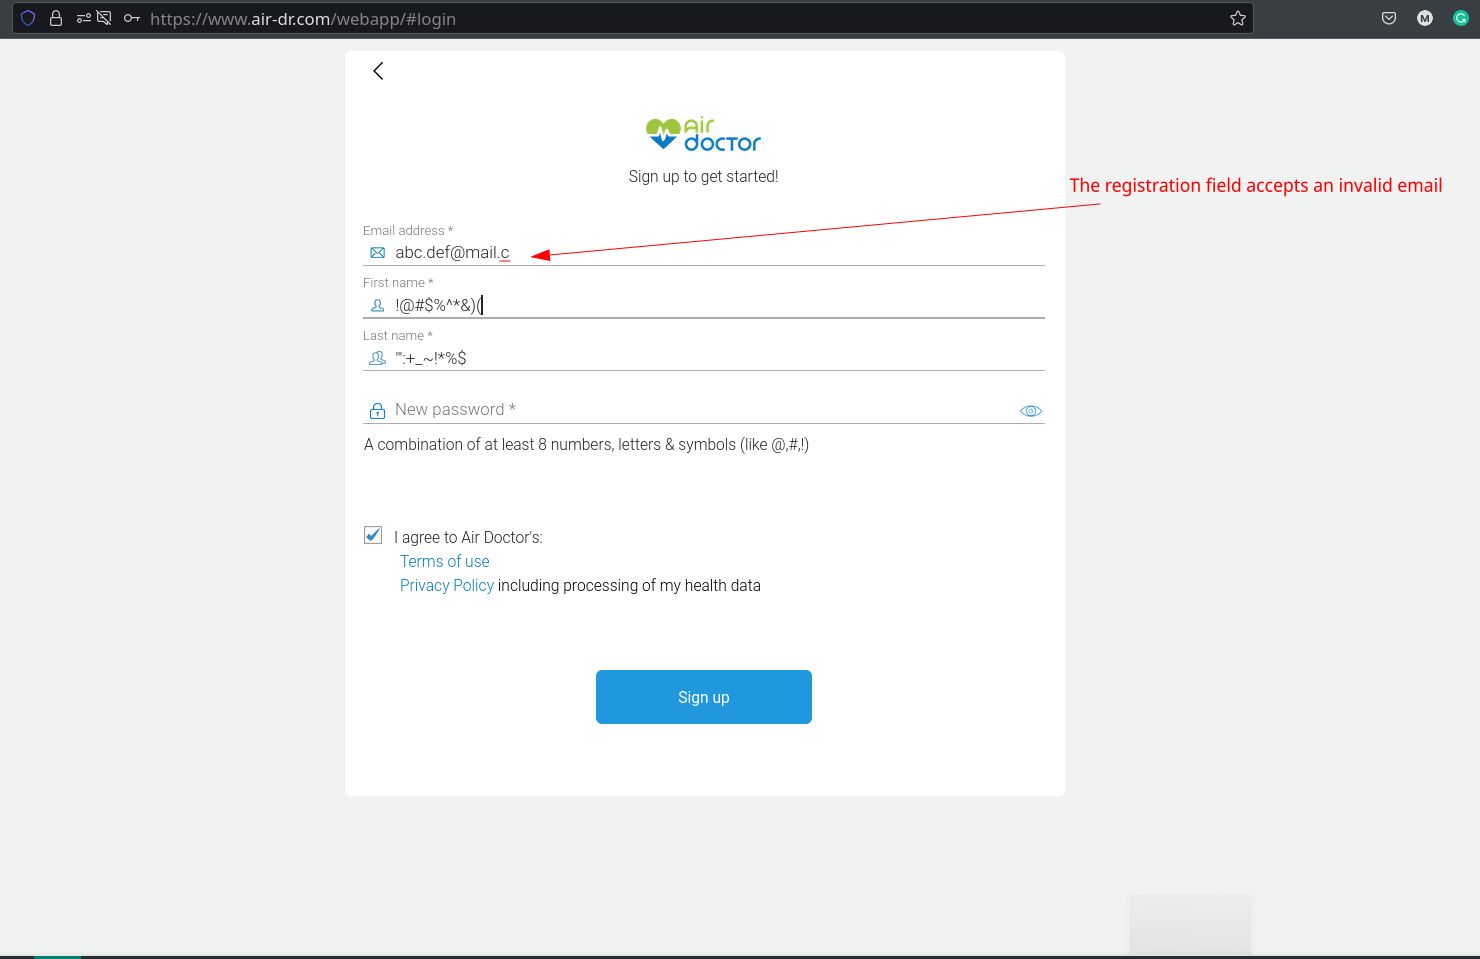 https://www.air-dr.com/webapp/#login
M
Air
doctor
Sign up to get started!
The registration field accepts an invalid email
Email address *
abc.def@mail.c
First name *
!@#$%^*&)(
Last name *
"':+_~!*%$
New password *
A combination of at least 8 numbers, letters & symbols (like @,#,!)
I agree to Air Doctor's:
Terms of use
Privacy Policy including processing of my health data
Sign up